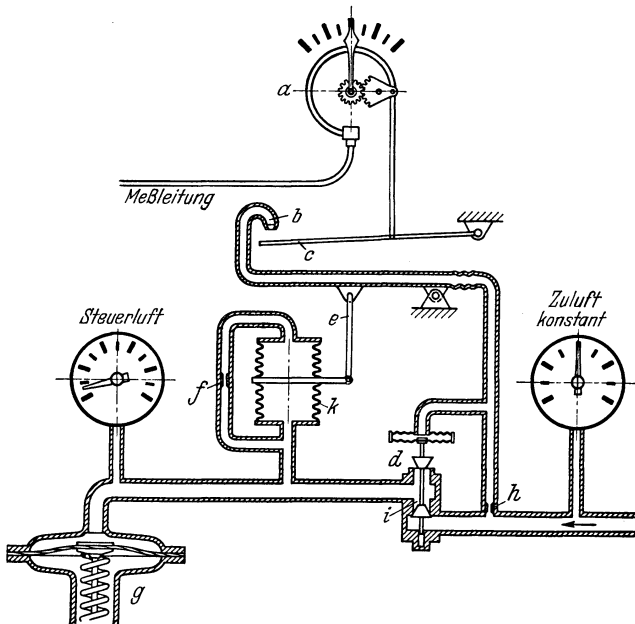 a
Meßleitung
b
c
Steuerluft
e
Zuluft
konstant
f
k
d
h
i
g